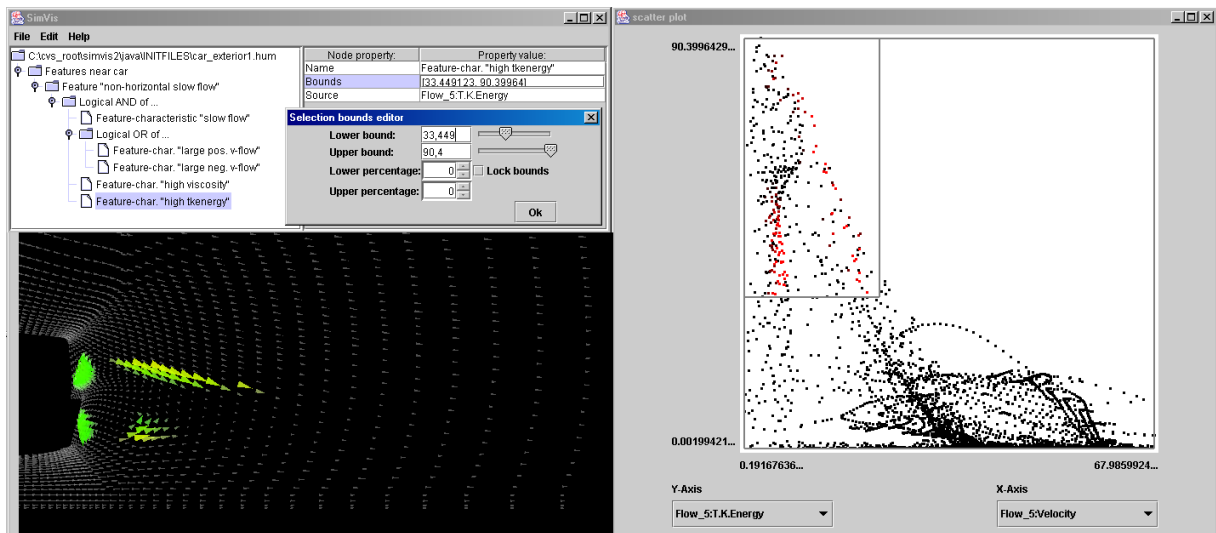 SimVis
File Edit Help
C:\cvs_root\simvis2\java\INITFILES\car_exterior1.hum
Features near car
Feature "non-horizontal slow flow"
Logical AND of ...
Feature-characteristic "slow flow"
Logical OR of ...
Feature-char. "large pos. v-flow"
Feature-char. "large neg. v-flow"
Feature-char. "high viscosity"
Feature-char. "high tkenergy"
Node property: Property value:
Name Feature-char. "high tkenergy"
Bounds [33.449123, 90.39964]
Source Flow_5:T.K.Energy
Selection bounds editor
Lower bound: 33,449
Upper bound: 90,4
Lower percentage: 0 Lock bounds
Upper percentage: 0
Ok
scatter plot
90.3996429...
0.00199421...
0.19167636... 67.9859924...
Y-Axis X-Axis
Flow_5:T.K.Energy Flow_5:Velocity